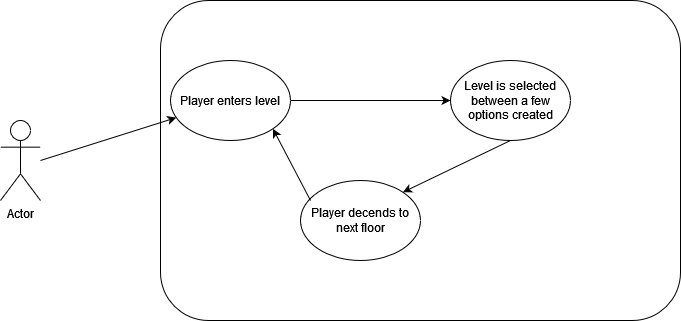 Player enters level
Level is selected
between a few
options created
Actor
Player decends to
next floor